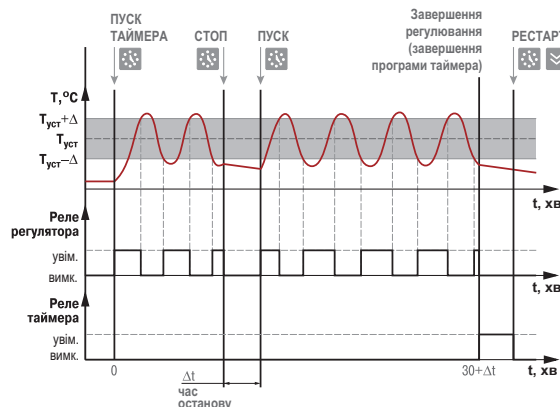 ПУСК
ТАЙМЕРА
СТОП
ПУСК
Завершення
регулювання
(завершення
програми таймера)
РЕСТАРТ
T,°C
Tуст+Δ
Tуст
Tуст–Δ
t, хв
Реле
регулятора
увім.
вимк.
t, хв
Реле
таймера
увім.
вимк.
0
Δt
час
останову
30+Δt
t, хв